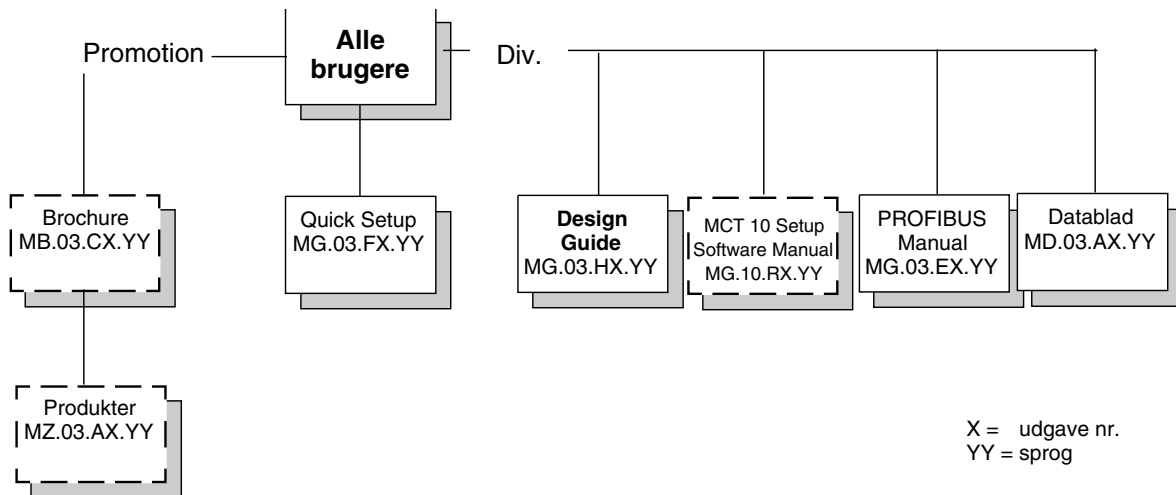 Promotion
Alle
brugere
Div.
Brochure
MB.03.CX.YY
Quick Setup
MG.03.FX.YY
Design
Guide
MG.03.HX.YY
MCT 10 Setup
Software Manual
MG.10.RX.YY
PROFIBUS
Manual
MG.03.EX.YY
Datablad
MD.03.AX.YY
Produkter
MZ.03.AX.YY
X = udgave nr.
YY = sprog